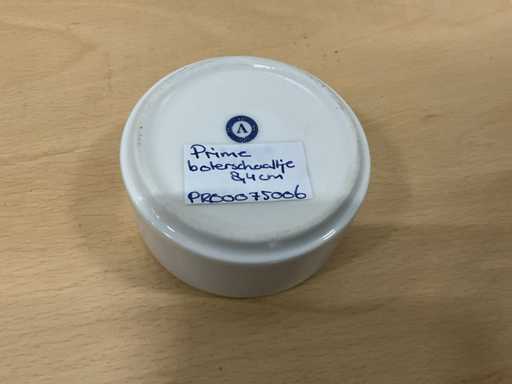 A
Prime
boterschaaltje
8,4cm
PR00075006